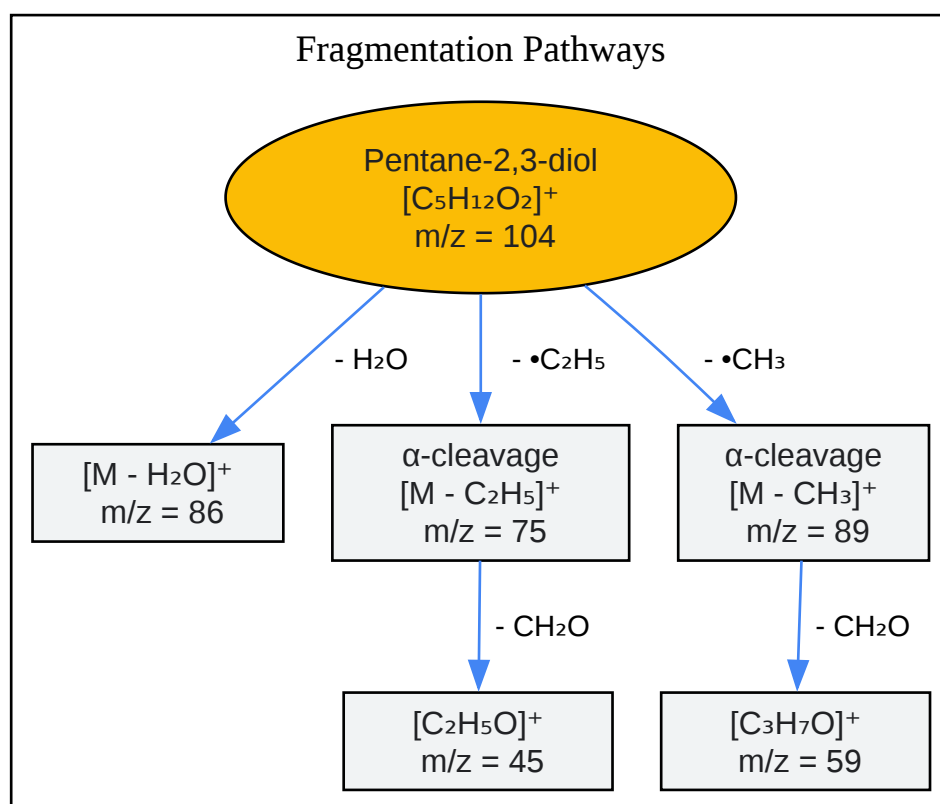 Fragmentation Pathways
Pentane-2,3-diol
[C₅H₁₂O₂]⁺
m/z = 104
- H₂O
- •C₂H₅
- •CH₃
[M - H₂O]⁺
m/z = 86
α-cleavage
[M - C₂H₅]⁺
m/z = 75
α-cleavage
[M - CH₃]⁺
m/z = 89
- CH₂O
- CH₂O
[C₂H₅O]⁺
m/z = 45
[C₃H₇O]⁺
m/z = 59